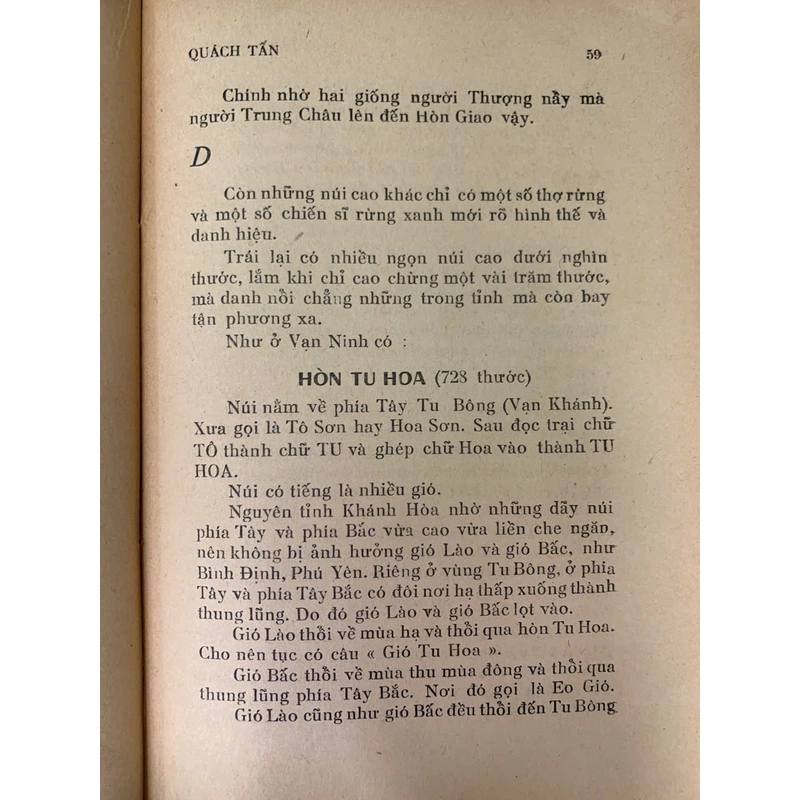 QUÁCH TẤN 59
Chính nhờ hai giống người Thượng nầy mà
người Trung Châu lên đến Hòn Giao vậy.
D
Còn những núi cao khác chỉ có một số thợ rừng
và một số chiến sĩ rừng xanh mới rõ hình thế và
danh hiệu.
Trái lại có nhiều ngọn núi cao dưới nghìn
thước, lắm khi chỉ cao chừng một vài trăm thước,
mà danh nổi chẳng những trong tỉnh mà còn bay
tận phương xa.
Như ở Vạn Ninh có :
HÒN TU HOA (728 thước)
Núi nằm về phía Tây Tu Bông (Vạn Khánh).
Xưa gọi là Tô Sơn hay Hoa Sơn. Sau đọc trại chữ
TÔ thành chữ TU và ghép chữ Hoa vào thành TU
HOA.
Núi có tiếng là nhiều gió.
Nguyên tỉnh Khánh Hòa nhờ những dãy núi
phía Tây và phía Bắc vừa cao vừa liền che ngăn,
nên không bị ảnh hưởng gió Lào và gió Bắc, như
Bình Định, Phú Yên. Riêng ở vùng Tu Bông, ở phía
Tây và phía Tây Bắc có đôi nơi hạ thấp xuống thành
thung lũng. Do đó gió Lào và gió Bắc lọt vào.
Gió Lào thổi về mùa hạ và thổi qua hòn Tu Hoa.
Cho nên tục có câu « Gió Tu Hoa ».
Gió Bắc thổi về mùa thu mùa đông và thổi qua
thung lũng phía Tây Bắc. Nơi đó gọi là Eo Gió.
Gió Lào cũng như gió Bắc đều thổi đến Tu Bông